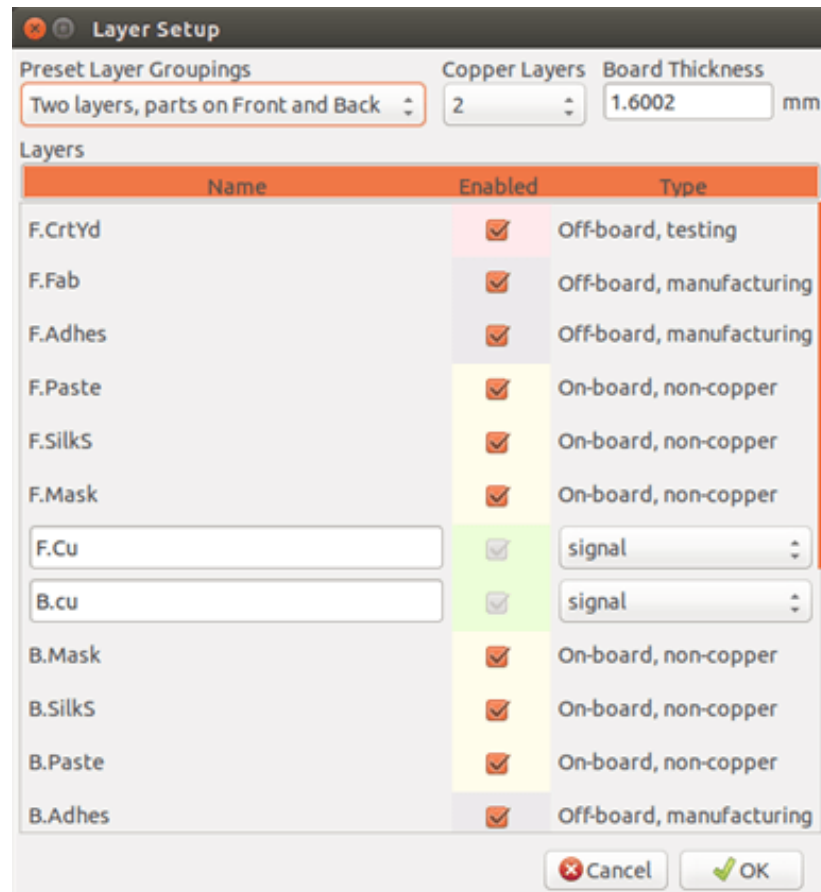 Layer Setup
Preset Layer Groupings Copper Layers Board Thickness
Two layers, parts on Front and Back 2 1.6002 mm
Layers
Name Enabled Type
F.CrtYd Off-board, testing
F.Fab Off-board, manufacturing
F.Adhes Off-board, manufacturing
F.Paste On-board, non-copper
F.SilkS On-board, non-copper
F.Mask On-board, non-copper
F.Cu signal
B.cu signal
B.Mask On-board, non-copper
B.SilkS On-board, non-copper
B.Paste On-board, non-copper
B.Adhes Off-board, manufacturing
Cancel OK